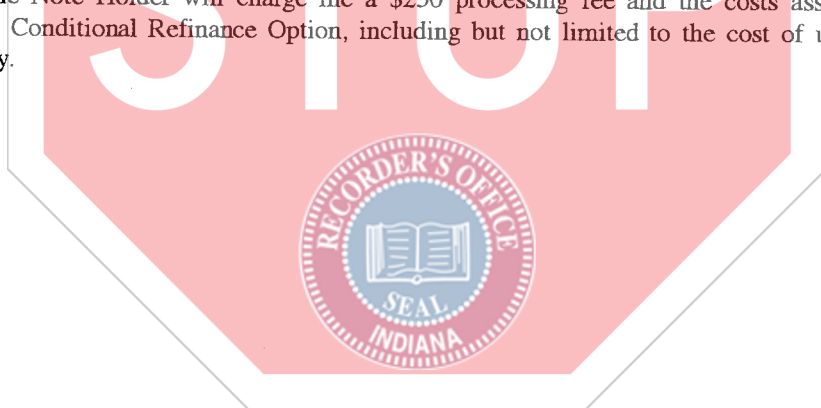 Note Holder will charge me a $250 processing fee and the costs
Conditional Refinance Option, including but not limited to the cost of
y.
STOP
RECORDER'S OFFICE
SEAL
INDIANA